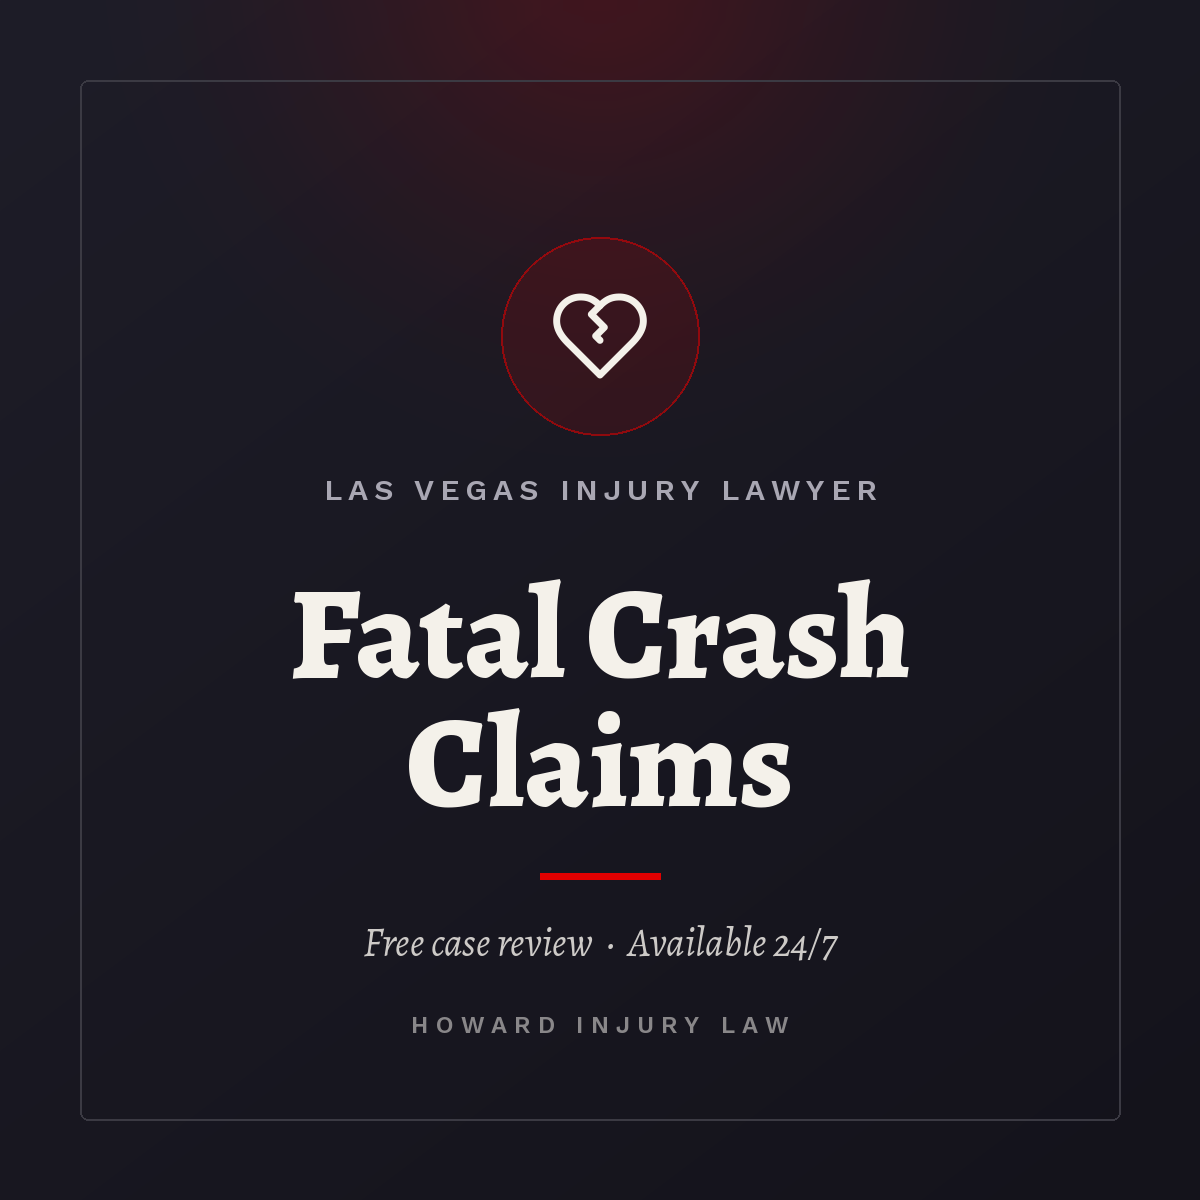 LAS VEGAS INJURY LAWYER
Fatal Crash
Claims
Free case review · Available 24/7
HOWARD INJURY LAW